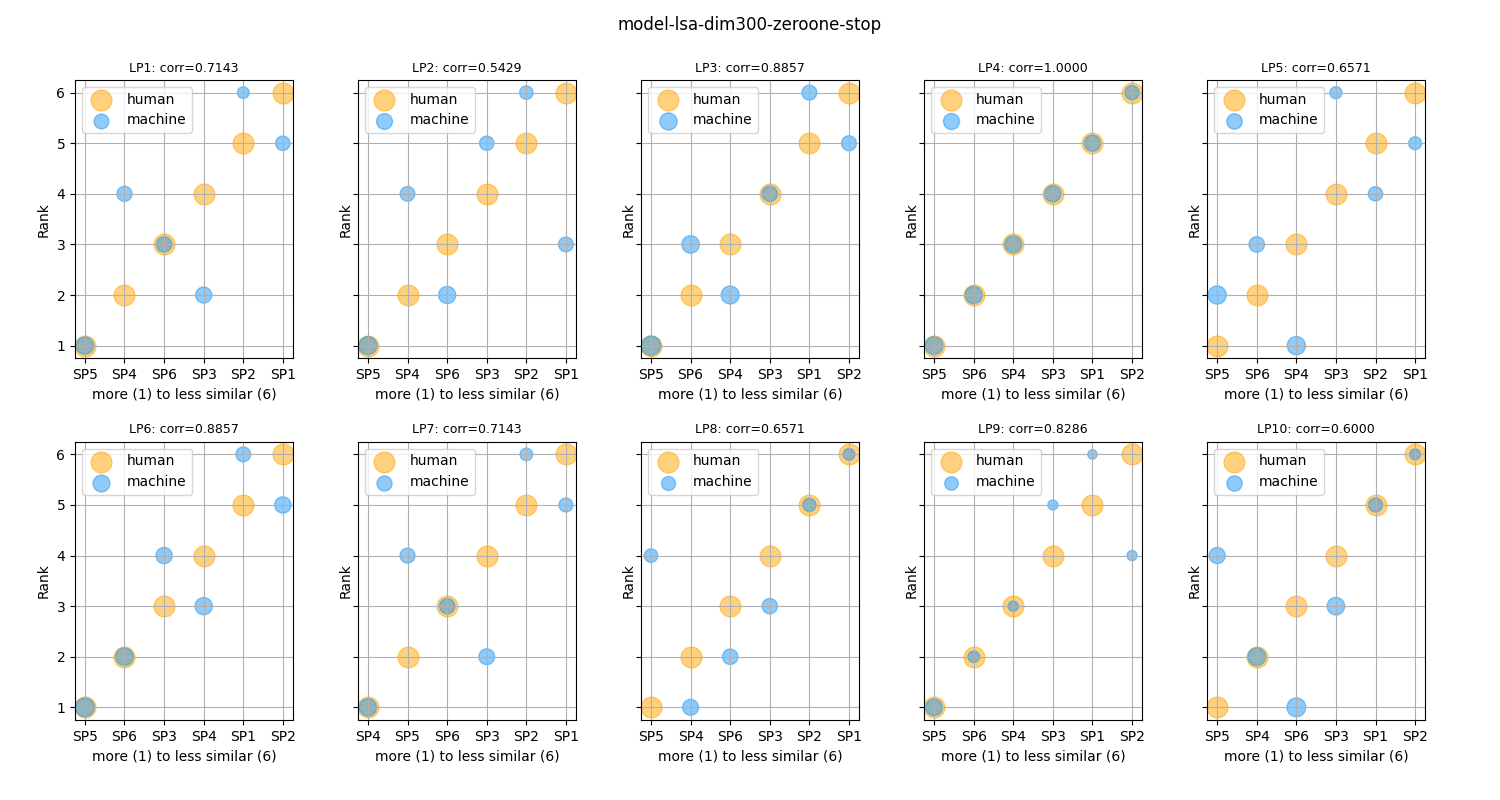 model-lsa-dim300-zeroone-stop
LP1: corr=0.7143
LP2: corr=0.5429
LP3: corr=0.8857
LP4: corr=1.0000
LP5: corr=0.6571
human
machine
human
machine
human
machine
human
machine
human
machine
Rank
6
5
4
3
2
1
Rank
Rank
Rank
Rank
SP5 SP4 SP6 SP3 SP2 SP1
SP5 SP4 SP6 SP3 SP2 SP1
SP5 SP6 SP4 SP3 SP1 SP2
SP5 SP6 SP4 SP3 SP1 SP2
SP5 SP6 SP4 SP3 SP2 SP1
more (1) to less similar (6)
more (1) to less similar (6)
more (1) to less similar (6)
more (1) to less similar (6)
more (1) to less similar (6)
LP6: corr=0.8857
LP7: corr=0.7143
LP8: corr=0.6571
LP9: corr=0.8286
LP10: corr=0.6000
human
machine
human
machine
human
machine
human
machine
human
machine
Rank
6
5
4
3
2
1
Rank
Rank
Rank
Rank
SP5 SP6 SP3 SP4 SP1 SP2
SP4 SP5 SP6 SP3 SP2 SP1
SP5 SP4 SP6 SP3 SP2 SP1
SP5 SP6 SP4 SP3 SP1 SP2
SP5 SP4 SP6 SP3 SP1 SP2
more (1) to less similar (6)
more (1) to less similar (6)
more (1) to less similar (6)
more (1) to less similar (6)
more (1) to less similar (6)